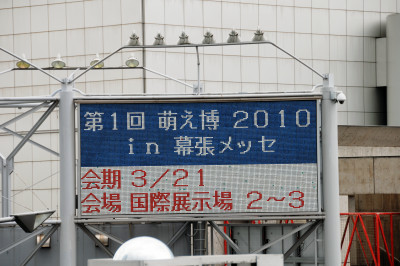 第1回 萌え博 2010
in 幕張メッセ
会期 3/21
会場 国際展示場 2〜3